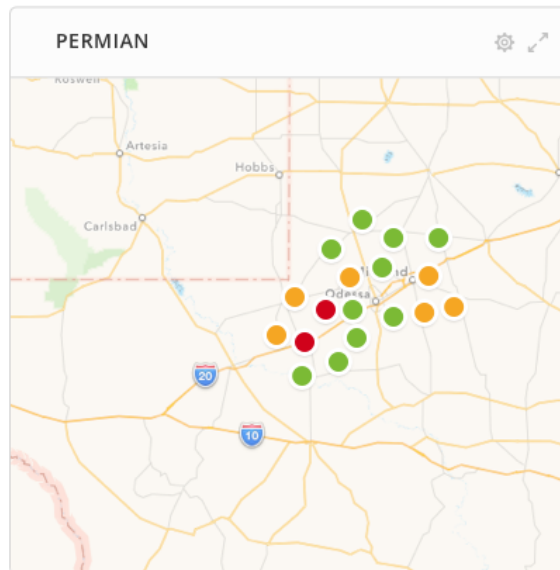 PERMIAN
Roswell
Artesia
Hobbs
Carlsbad
Odessa
20
10